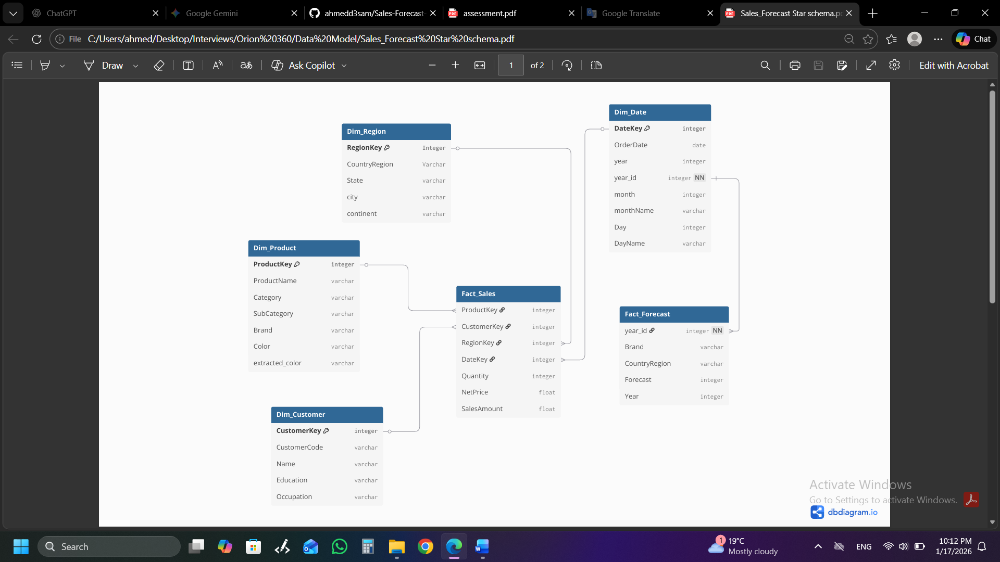 ChatGPT
Google Gemini
ahmedd3sam/Sales-Forecast-
assessment.pdf
Google Translate
Sales_Forecast Star schema.pd
File C:/Users/ahmed/Desktop/Interviews/Orion%20360/Data%20Model/Sales_Forecast%20Star%20schema.pdf
Chat
Draw
Ask Copilot
1 of 2
Edit with Acrobat
Dim_Region
RegionKey Integer
CountryRegion Varchar
State varchar
city varchar
continent varchar
Dim_Date
DateKey integer
OrderDate date
year integer
year_id integer NN
month integer
monthName varchar
Day integer
DayName varchar
Dim_Product
ProductKey integer
ProductName varchar
Category varchar
SubCategory varchar
Brand varchar
Color varchar
extracted_color varchar
Fact_Sales
ProductKey integer
CustomerKey integer
RegionKey integer
DateKey integer
Quantity integer
NetPrice float
SalesAmount float
Fact_Forecast
year_id integer NN
Brand varchar
CountryRegion varchar
Forecast integer
Year integer
Dim_Customer
CustomerKey integer
CustomerCode varchar
Name varchar
Education varchar
Occupation varchar
Activate Windows
Go to Settings to activate Windows.
dbdiagram.io
Search
1
19°C
Mostly cloudy
ENG
10:12 PM
1/17/2026